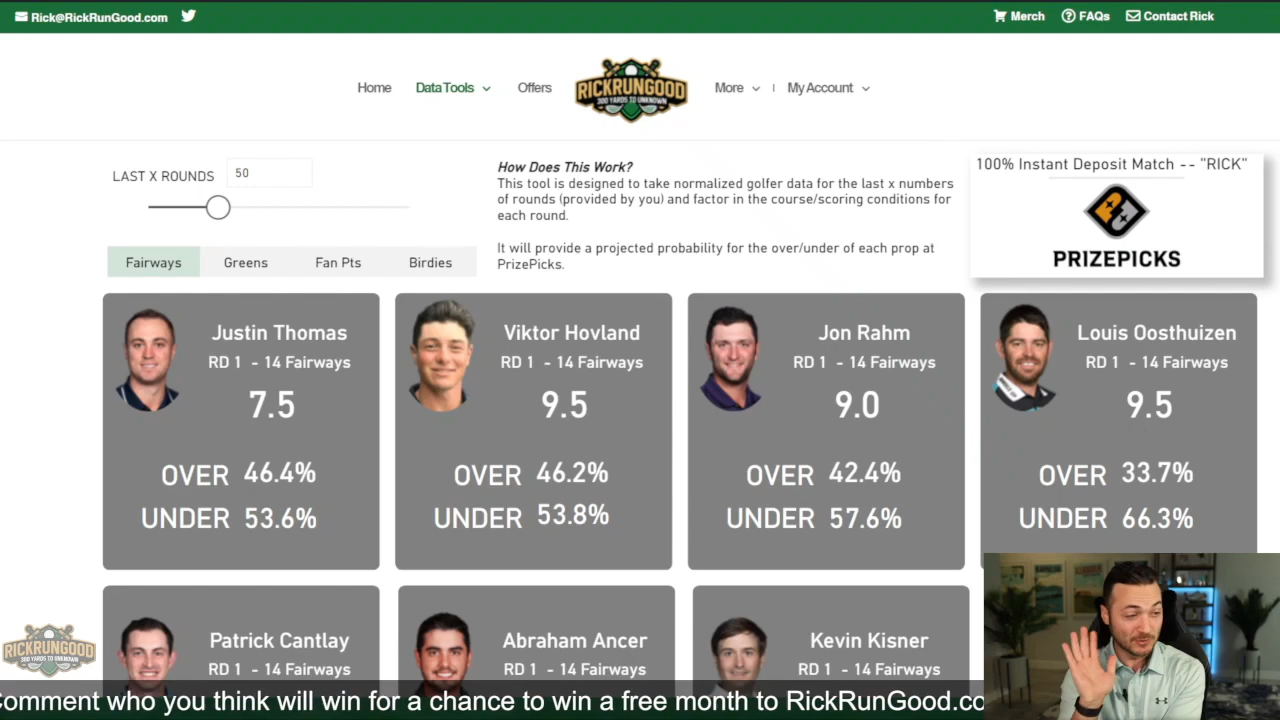 Rick@RickRunGood.com
Merch
FAQs
Contact Rick
Home
Data Tools
Offers
RICKRUNGOOD
300 YARDS TO UNKNOWN
More
My Account
LAST X ROUNDS
50
How Does This Work?
This tool is designed to take normalized golfer data for the last x numbers
of rounds (provided by you) and factor in the course/scoring conditions for
each round.
It will provide a projected probability for the over/under of each prop at
PrizePicks.
100% Instant Deposit Match -- "RICK"
PRIZEPICKS
Fairways
Greens
Fan Pts
Birdies
Justin Thomas
RD 1 - 14 Fairways
7.5
OVER 46.4%
UNDER 53.6%
Viktor Hovland
RD 1 - 14 Fairways
9.5
OVER 46.2%
UNDER 53.8%
Jon Rahm
RD 1 - 14 Fairways
9.0
OVER 42.4%
UNDER 57.6%
Louis Oosthuizen
RD 1 - 14 Fairways
9.5
OVER 33.7%
UNDER 66.3%
Patrick Cantlay
RD 1 - 14 Fairways
Abraham Ancer
RD 1 - 14 Fairways
Kevin Kisner
RD 1 - 14 Fairways
RICKRUNGOOD
300 YARDS TO UNKNOWN
Comment who you think will win for a chance to win a free month to RickRunGood.co